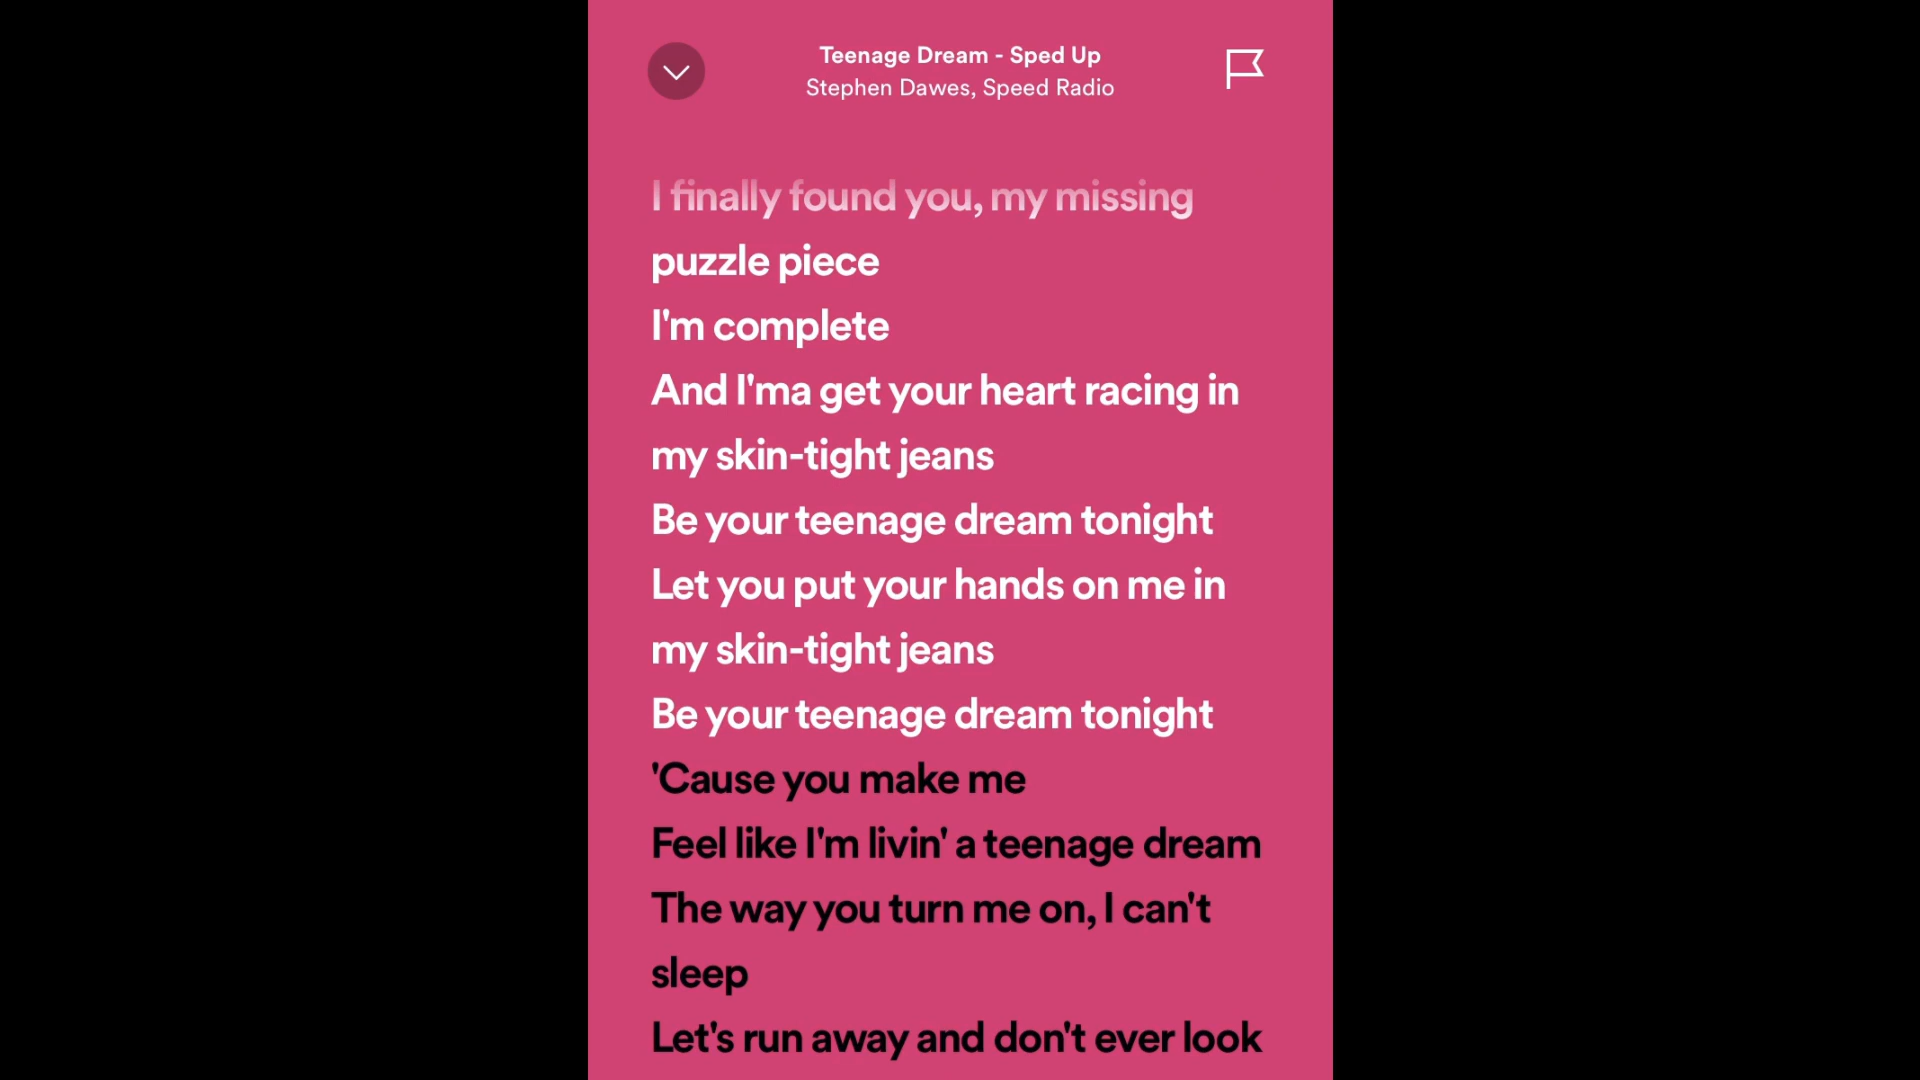 Teenage Dream - Sped Up
Stephen Dawes, Speed Radio
I finally found you, my missing
puzzle piece
I'm complete
And I'ma get your heart racing in
my skin-tight jeans
Be your teenage dream tonight
Let you put your hands on me in
my skin-tight jeans
Be your teenage dream tonight
'Cause you make me
Feel like I'm livin' a teenage dream
The way you turn me on, I can't
sleep
Let's run away and don't ever look